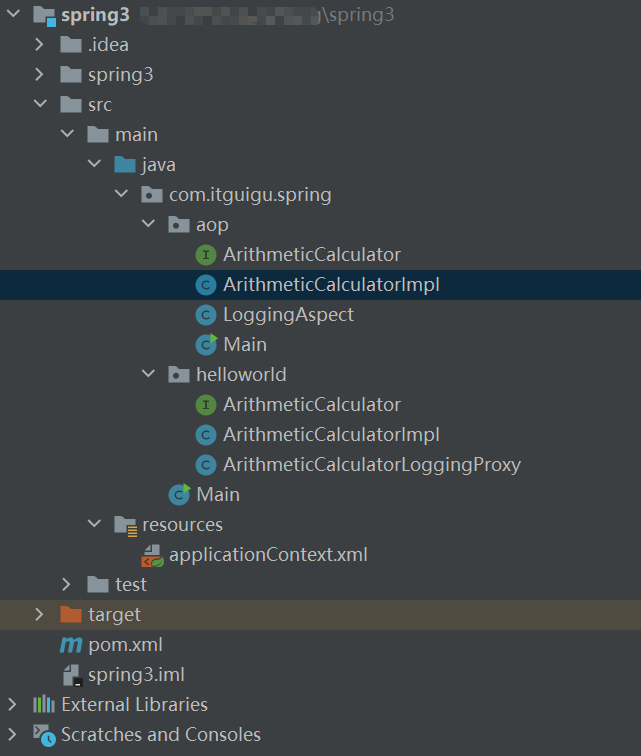 spring3 \spring3
.idea
spring3
src
main
java
com.itguigu.spring
aop
ArithmeticCalculator
ArithmeticCalculatorImpl
LoggingAspect
Main
helloworld
ArithmeticCalculator
ArithmeticCalculatorImpl
ArithmeticCalculatorLoggingProxy
Main
resources
applicationContext.xml
test
target
pom.xml
spring3.iml
External Libraries
Scratches and Consoles